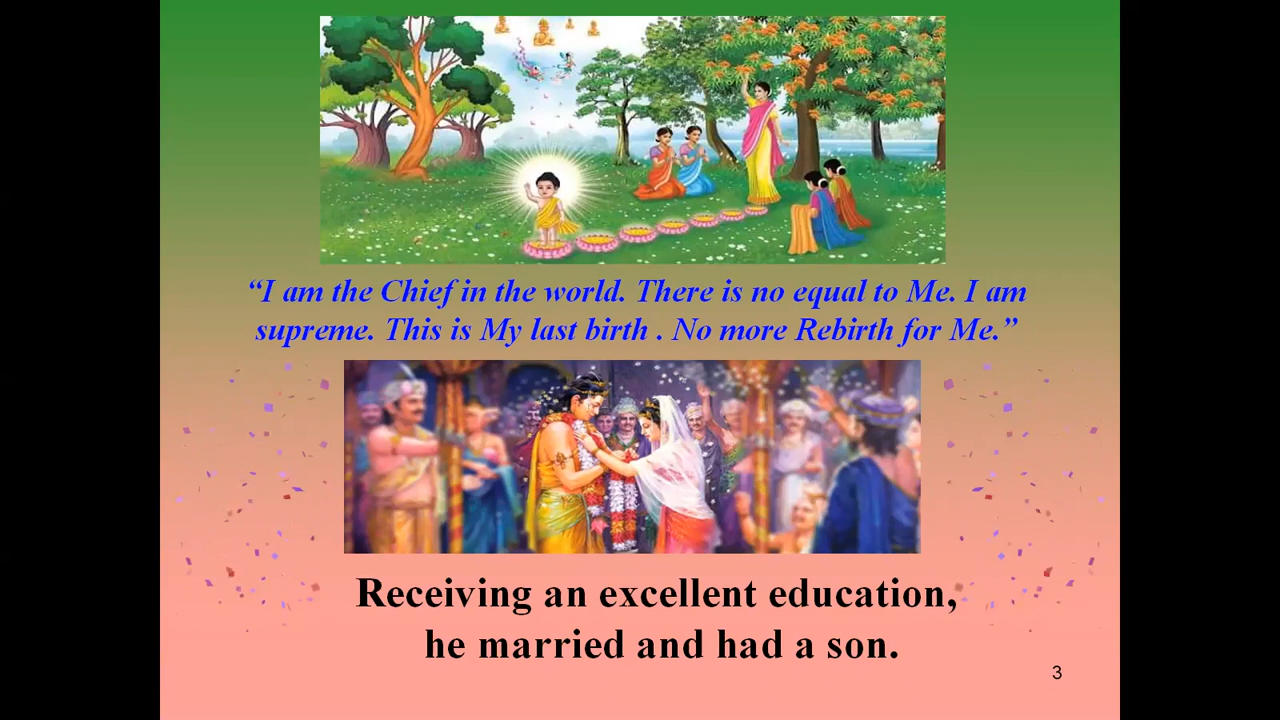 “I am the Chief in the world. There is no equal to Me. I am
supreme. This is My last birth . No more Rebirth for Me.”
Receiving an excellent education,
he married and had a son.
3